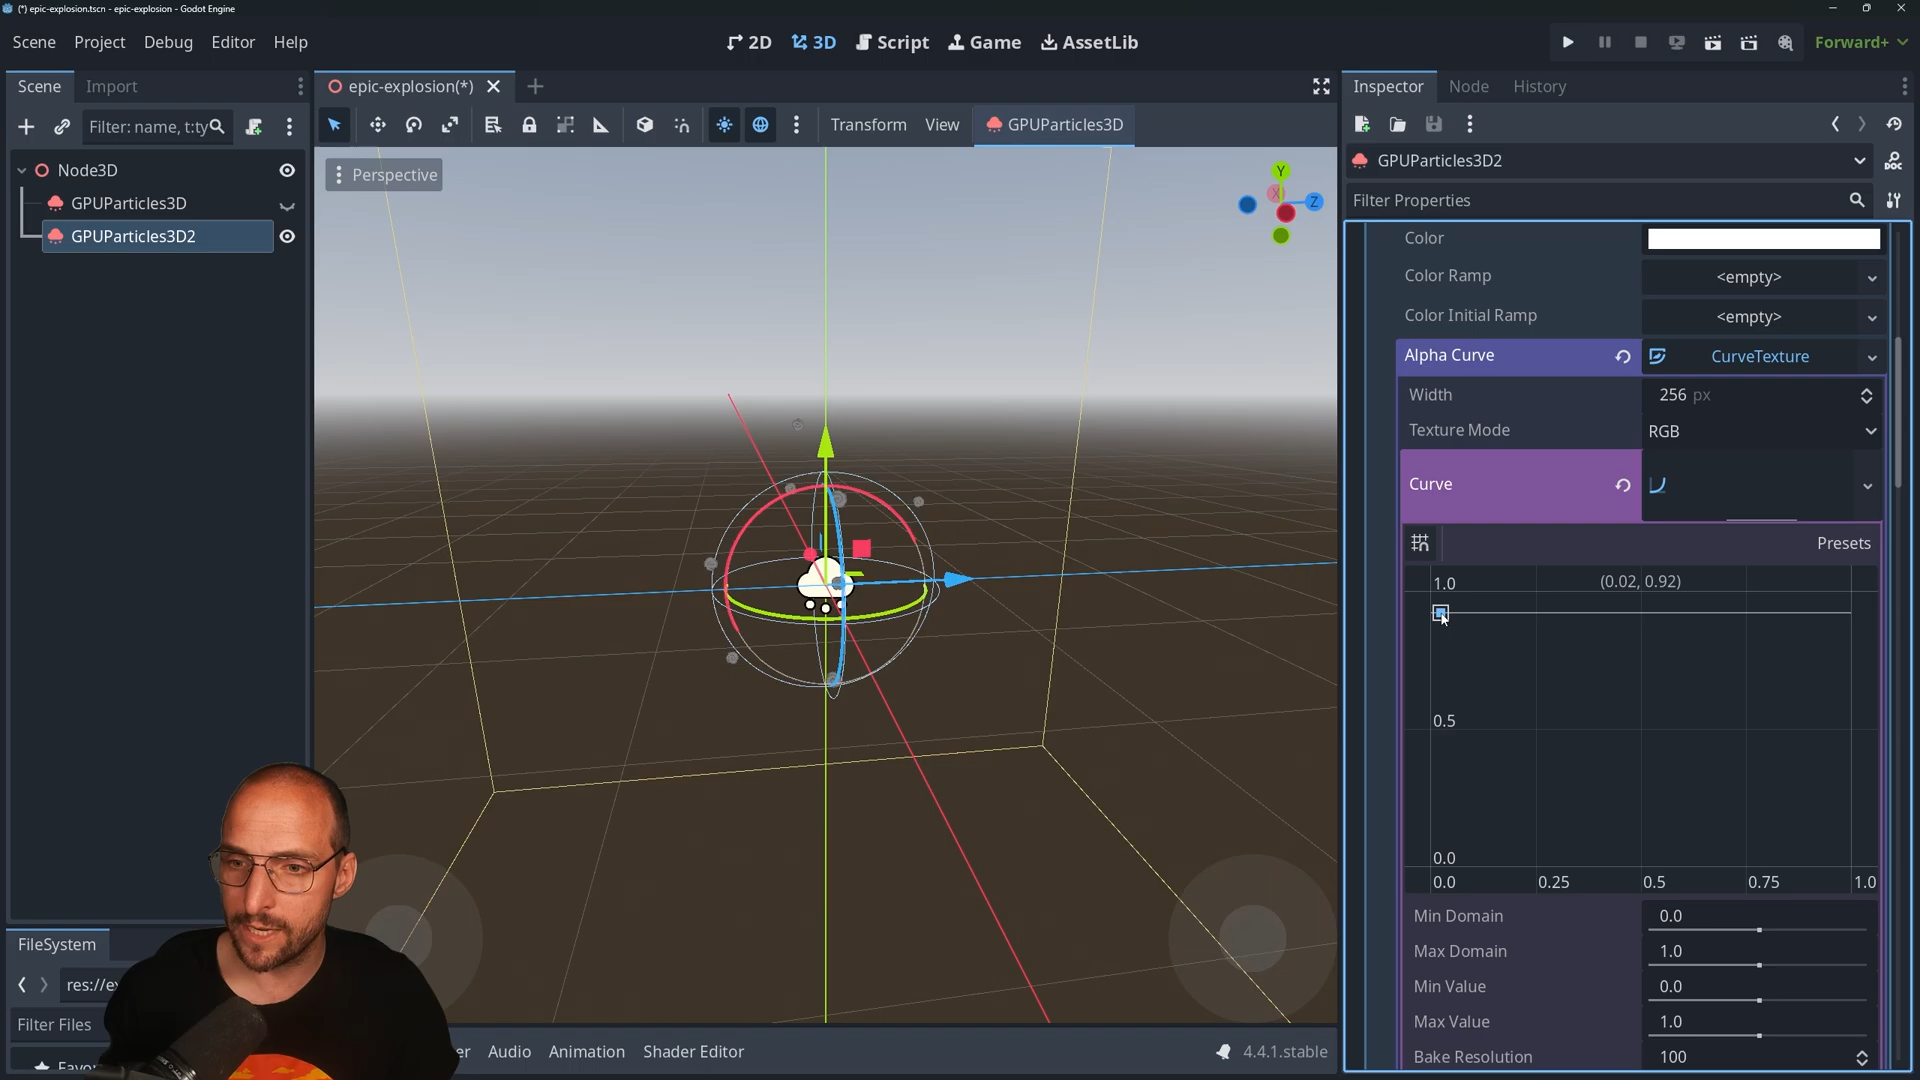 (*) epic-explosion.tscn - epic-explosion - Godot Engine
Scene Project Debug Editor Help
2D 3D Script Game AssetLib
Forward+
Scene Import
Filter: name, t:ty
Node3D
GPUParticles3D
GPUParticles3D2
epic-explosion(*)
Transform View GPUParticles3D
Perspective
Y
X
Z
Inspector Node History
GPUParticles3D2
DOC
Filter Properties
Color
Color Ramp <empty>
Color Initial Ramp <empty>
Alpha Curve CurveTexture
Width 256 px
Texture Mode RGB
Curve
Presets
1.0 (0.02, 0.92)
0.5
0.0
0.0 0.25 0.5 0.75 1.0
Min Domain 0.0
Max Domain 1.0
Min Value 0.0
Max Value 1.0
Bake Resolution 100
FileSystem
Filter Files
Audio Animation Shader Editor 4.4.1.stable